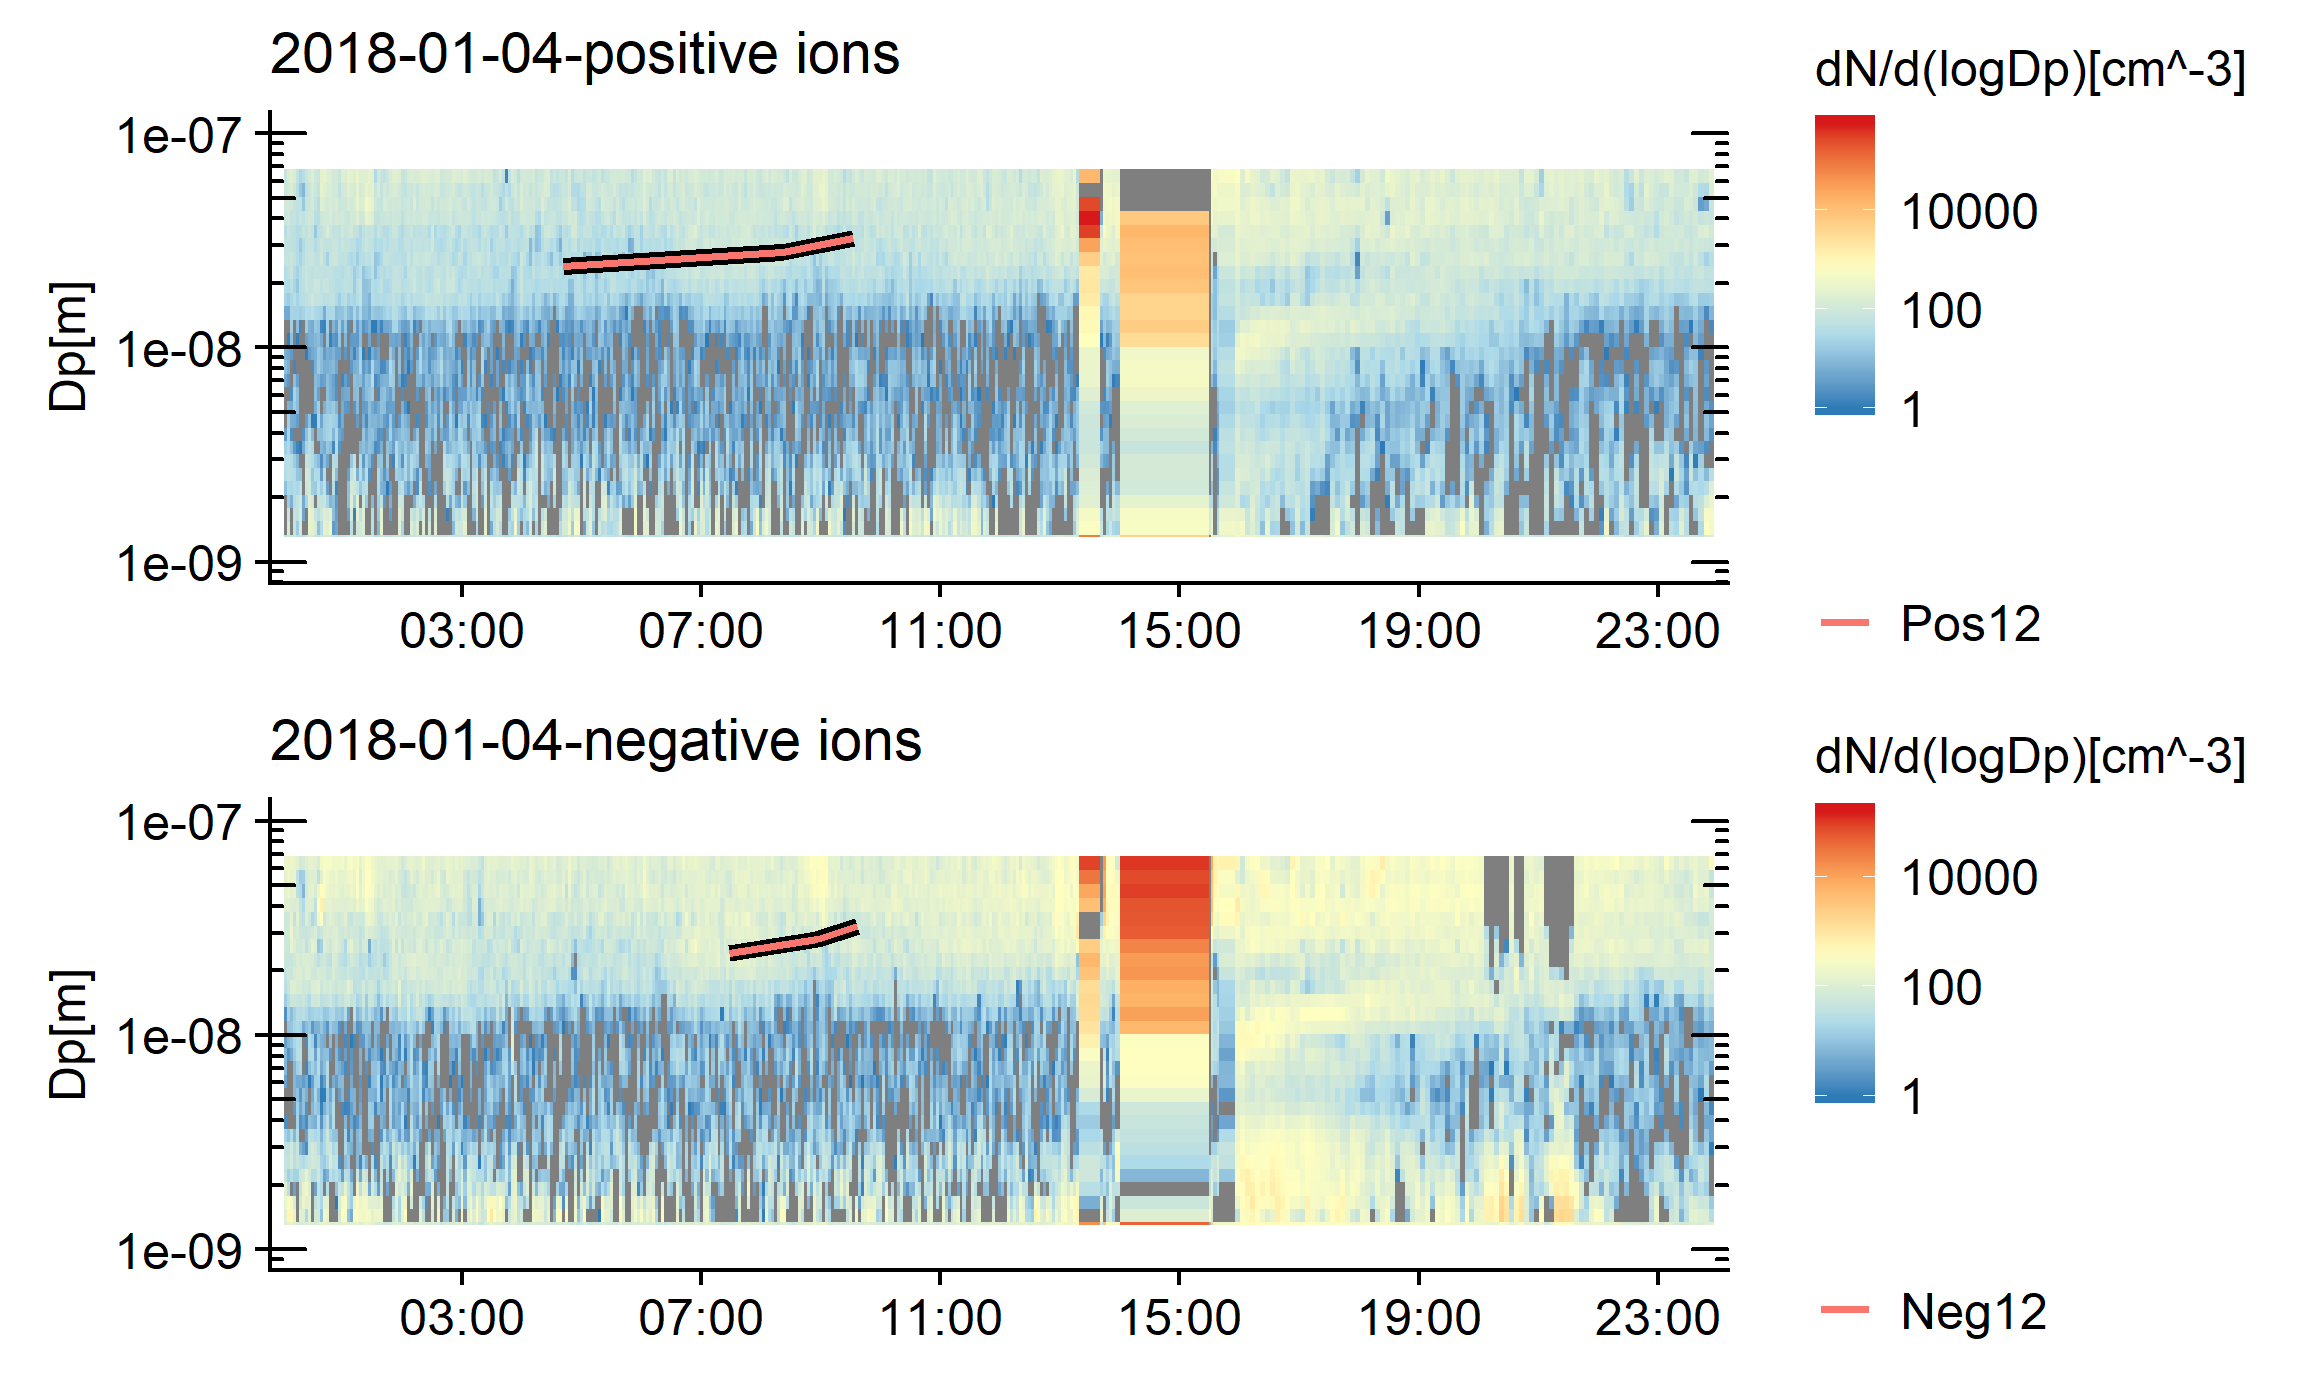 2018-01-04-positive ions
dN/d(logDp)[cm^-3]
1e-07
1e-08
1e-09
Dp[m]
10000
100
1
03:00 07:00 11:00 15:00 19:00 23:00
Pos12
2018-01-04-negative ions
dN/d(logDp)[cm^-3]
1e-07
1e-08
1e-09
Dp[m]
10000
100
1
03:00 07:00 11:00 15:00 19:00 23:00
Neg12